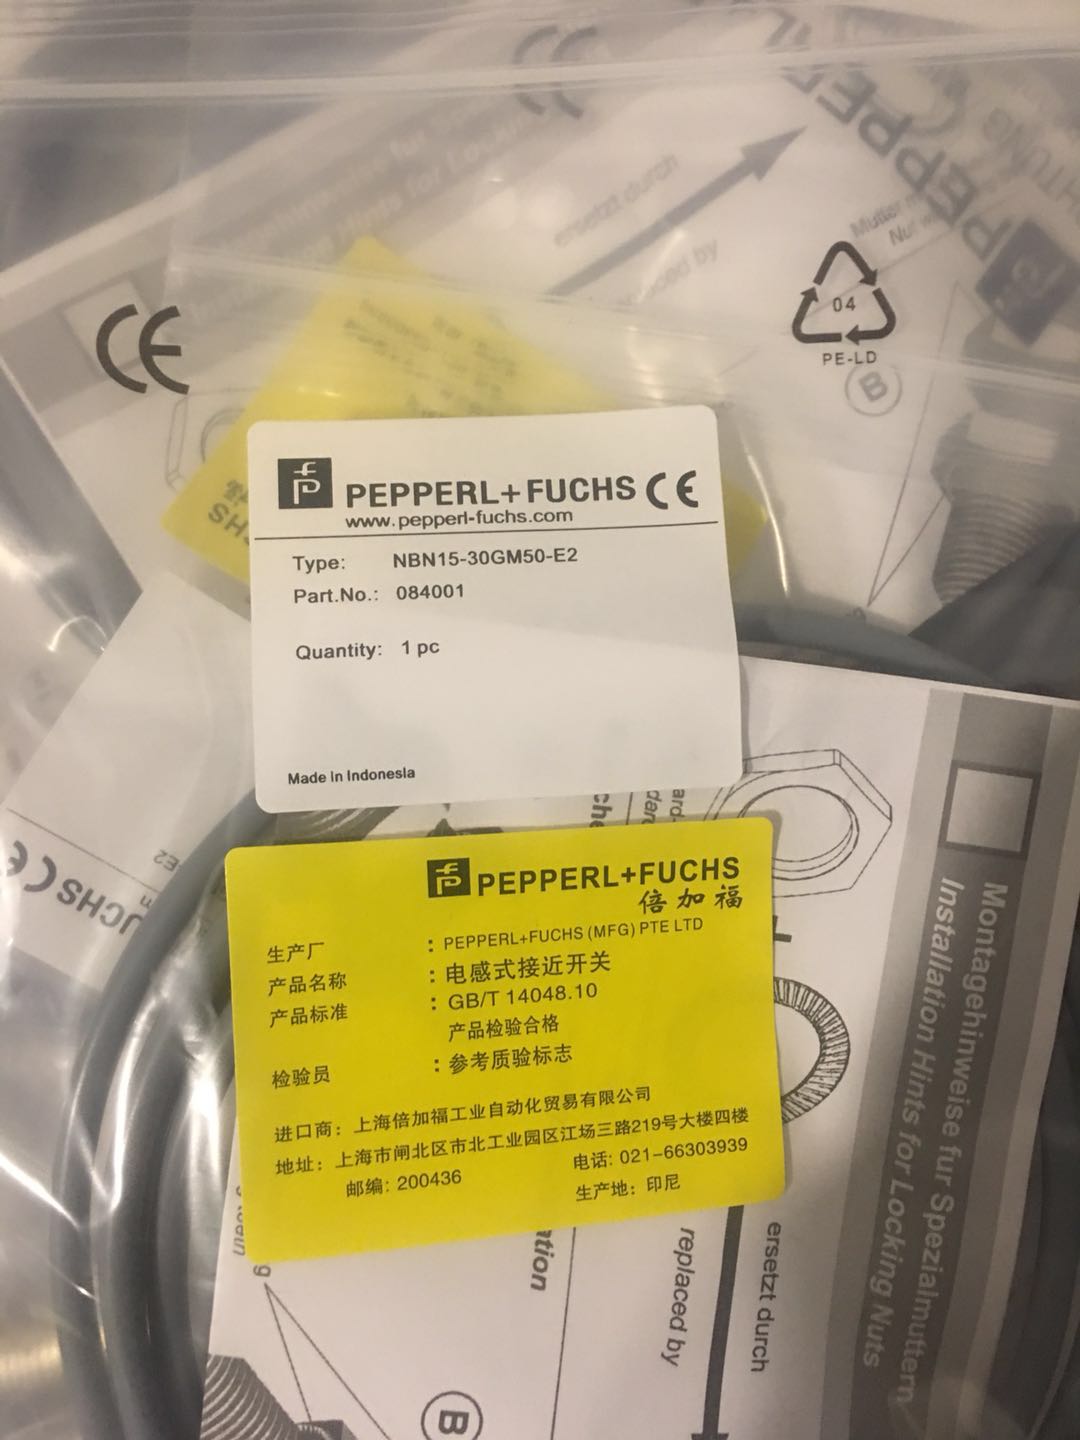 PEPPERL
CE
ersetzt durch
04
PE-LD
B
PEPPERL+FUCHS CE
www.pepperl-fuchs.com
Type: NBN15-30GM50-E2
Part.No.: 084001
Quantity: 1 pc
Made in Indonesia
PEPPERL+FUCHS
倍加福
生产厂 : PEPPERL+FUCHS (MFG) PTE LTD
产品名称 : 电感式接近开关
产品标准 : GB/T 14048.10
产品检验合格
检验员 : 参考质验标志
进口商: 上海倍加福工业自动化贸易有限公司
地址: 上海市闸北区市北工业园区江场三路219号大楼四楼
邮编: 200436 电话: 021-66303939
生产地: 印尼
Montagehinweise fur Spezialmuttern
Installation Hints for Locking Nuts
ersetzt durch
replaced by
B